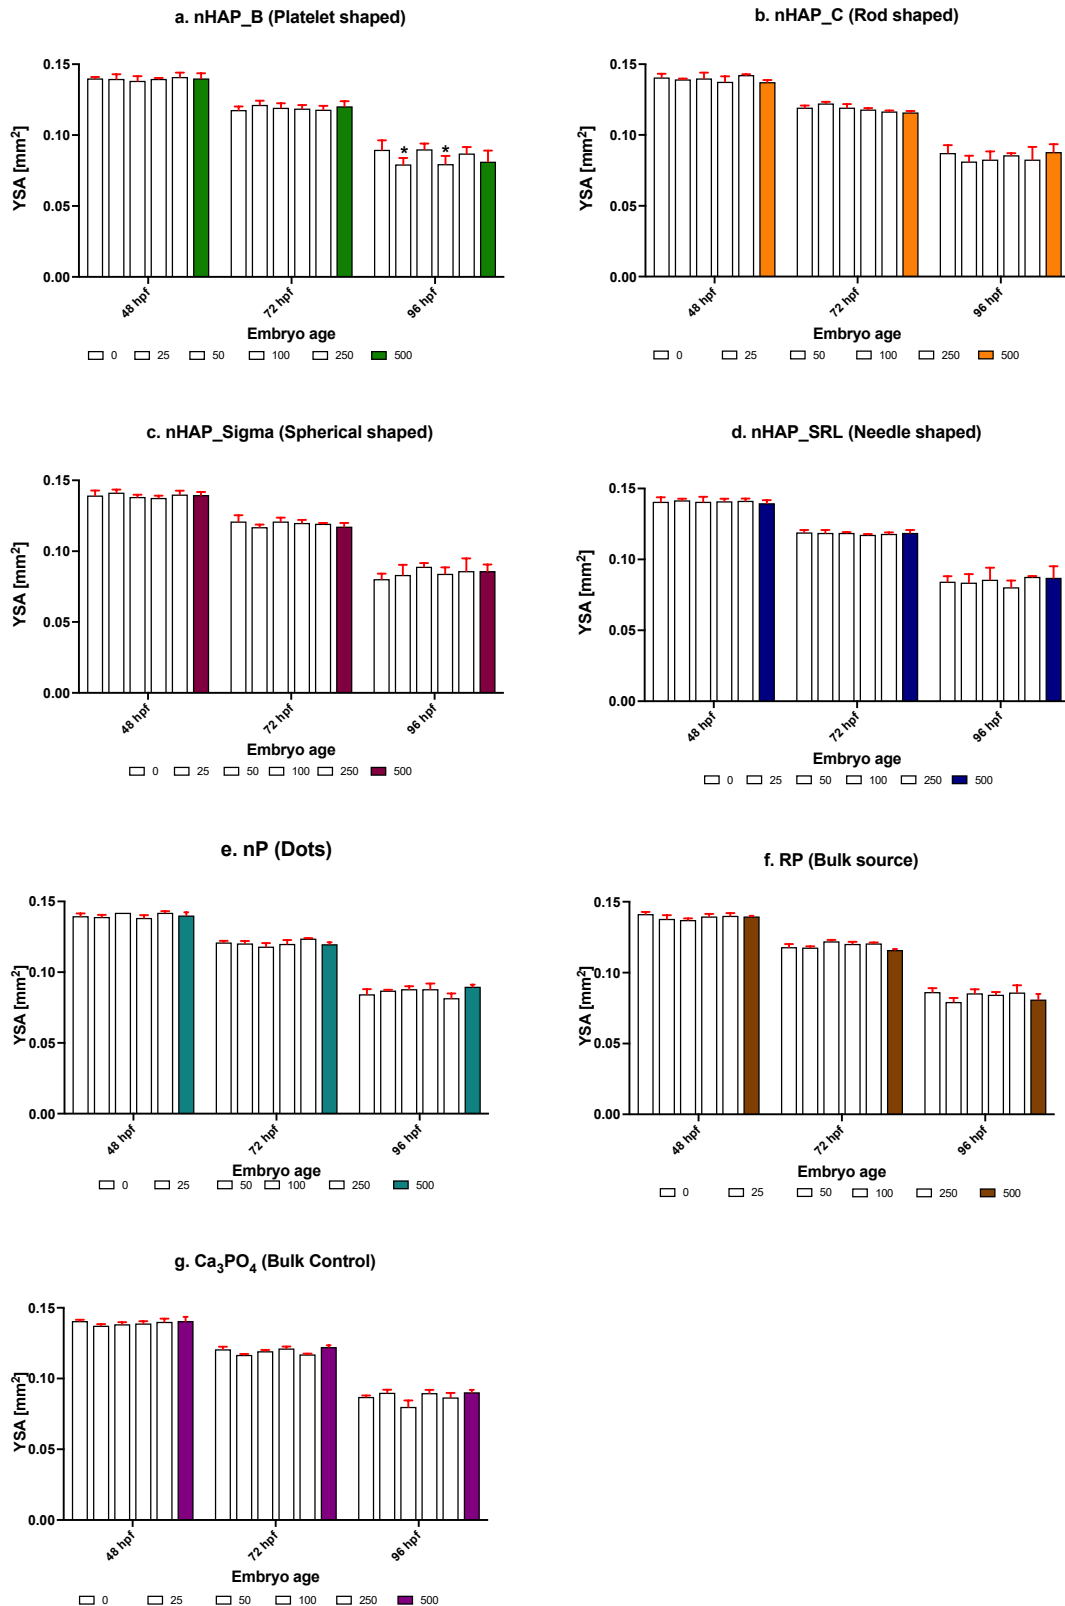 a. nHAP_B (Platelet shaped)
YSA [mm²]
0.15
0.10
0.05
0.00
* *
48 hpf 72 hpf 96 hpf
Embryo age
0 25 50 100 250 500
b. nHAP_C (Rod shaped)
YSA [mm²]
0.15
0.10
0.05
0.00
48 hpf 72 hpf 96 hpf
Embryo age
0 25 50 100 250 500
c. nHAP_Sigma (Spherical shaped)
YSA [mm²]
0.15
0.10
0.05
0.00
48 hpf 72 hpf 96 hpf
Embryo age
0 25 50 100 250 500
d. nHAP_SRL (Needle shaped)
YSA [mm²]
0.15
0.10
0.05
0.00
48 hpf 72 hpf 96 hpf
Embryo age
0 25 50 100 250 500
e. nP (Dots)
YSA [mm²]
0.15
0.10
0.05
0.00
48 hpf 72 hpf 96 hpf
Embryo age
0 25 50 100 250 500
f. RP (Bulk source)
YSA [mm²]
0.15
0.10
0.05
0.00
48 hpf 72 hpf 96 hpf
Embryo age
0 25 50 100 250 500
g. Ca₃PO₄ (Bulk Control)
YSA [mm²]
0.15
0.10
0.05
0.00
48 hpf 72 hpf 96 hpf
Embryo age
0 25 50 100 250 500